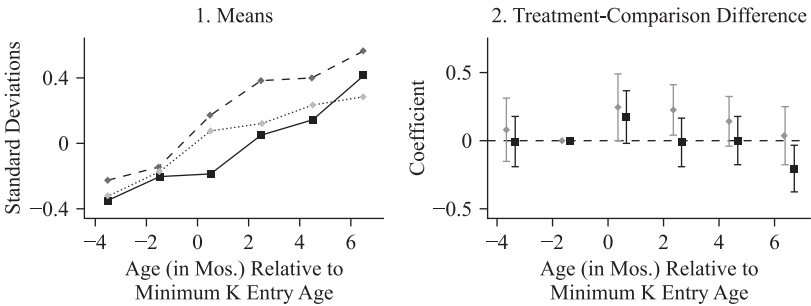 1. Means
Standard Deviations
0.4
0
−0.4
−4 −2 0 2 4 6
Age (in Mos.) Relative to
Minimum K Entry Age
2. Treatment-Comparison Difference
Coefficient
0.5
0
−0.5
−4 −2 0 2 4 6
Age (in Mos.) Relative to
Minimum K Entry Age